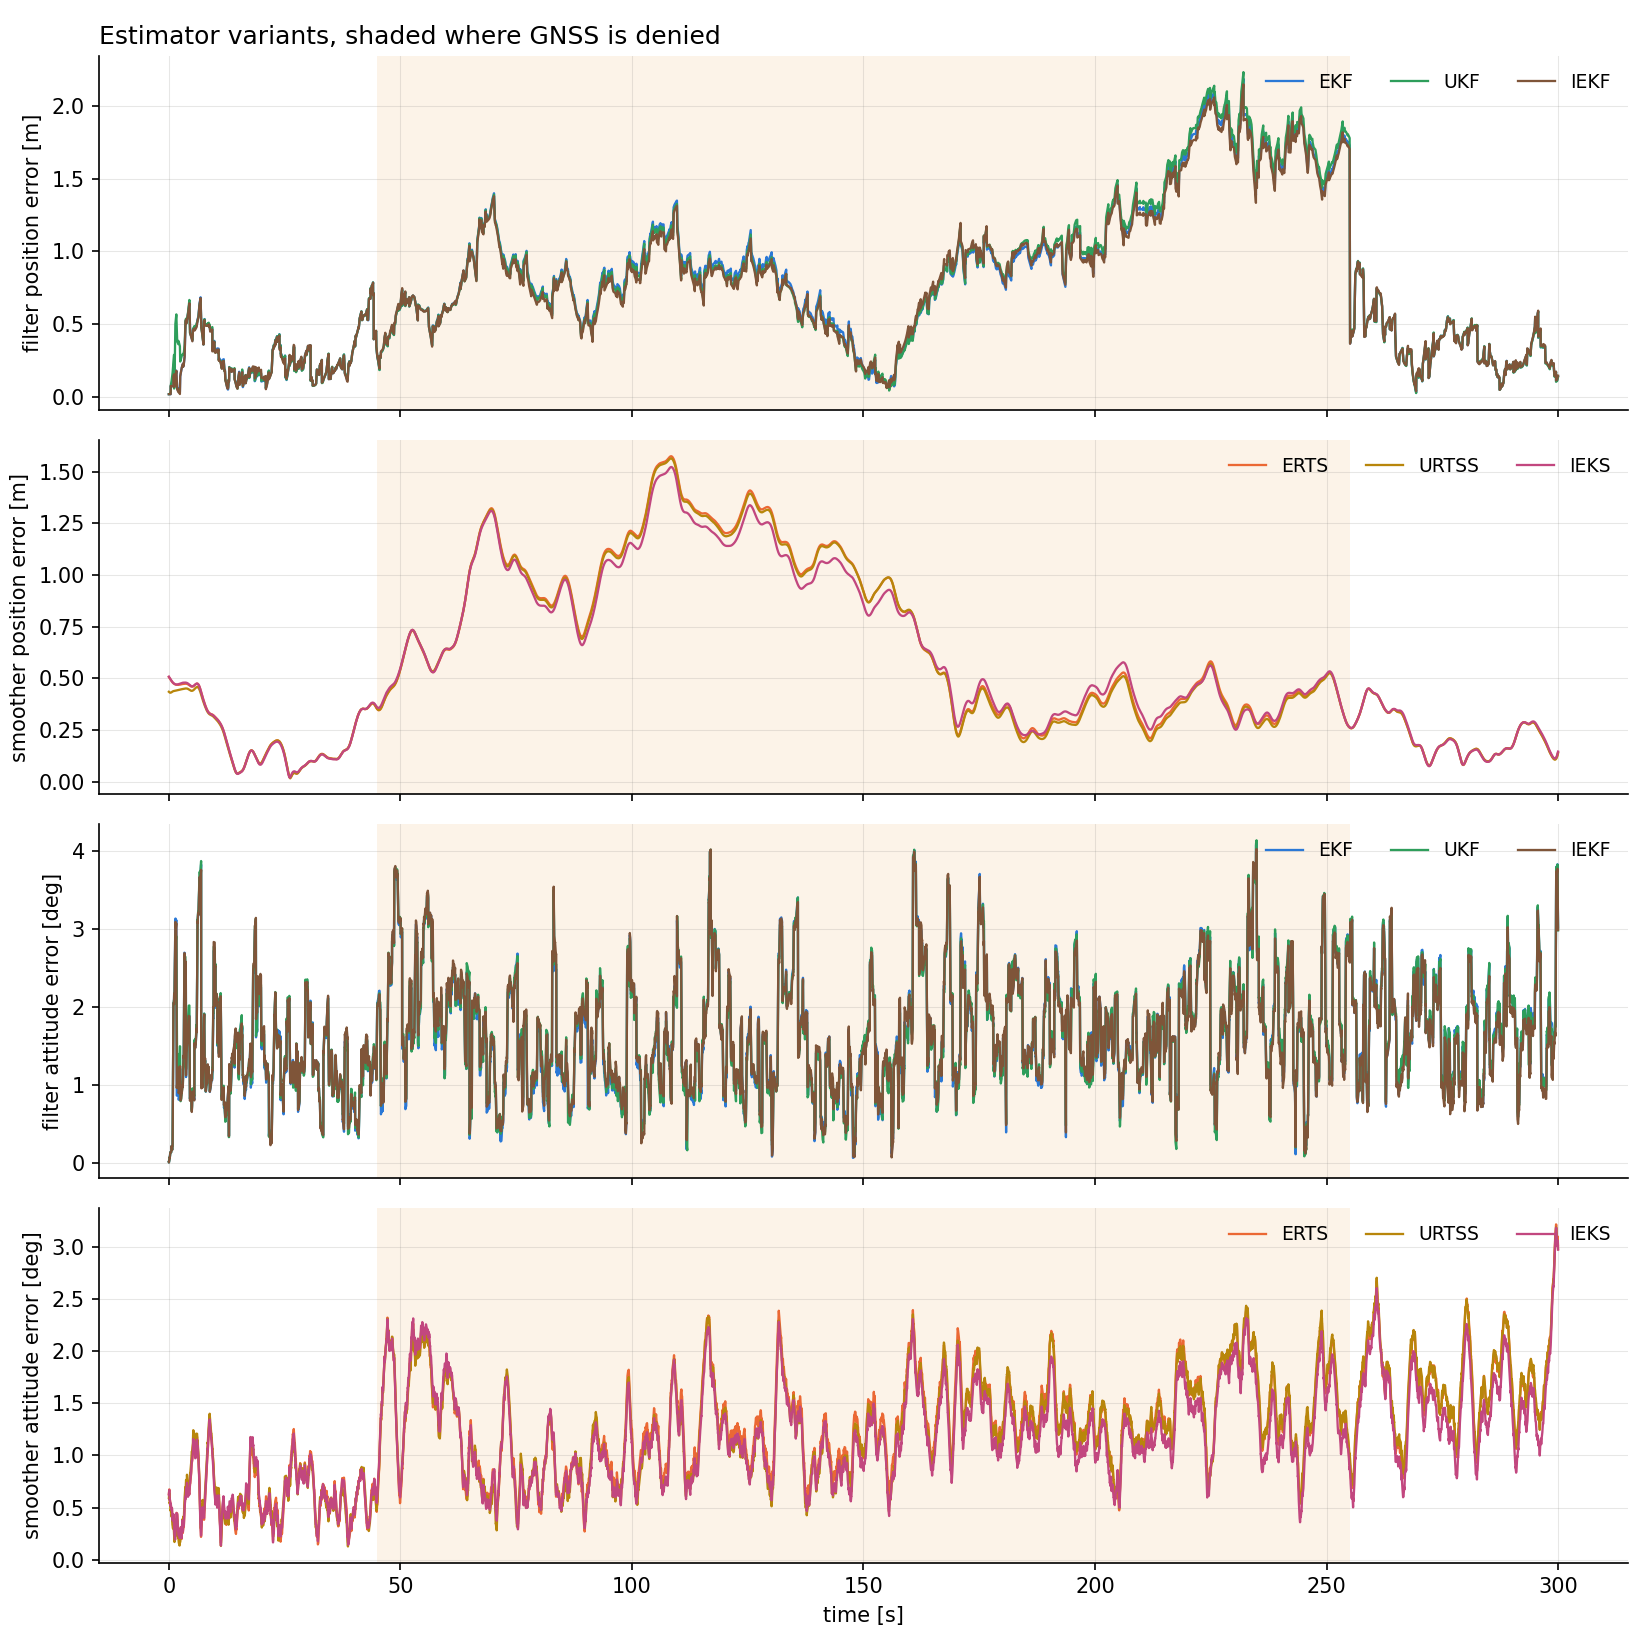 Estimator variants, shaded where GNSS is denied
filter position error [m]
2.0
1.5
1.0
0.5
0.0
EKF UKF IEKF
smoother position error [m]
1.50
1.25
1.00
0.75
0.50
0.25
0.00
ERTS URTSS IEKS
filter attitude error [deg]
4
3
2
1
0
EKF UKF IEKF
smoother attitude error [deg]
3.0
2.5
2.0
1.5
1.0
0.5
0.0
ERTS URTSS IEKS
0 50 100 150 200 250 300
time [s]